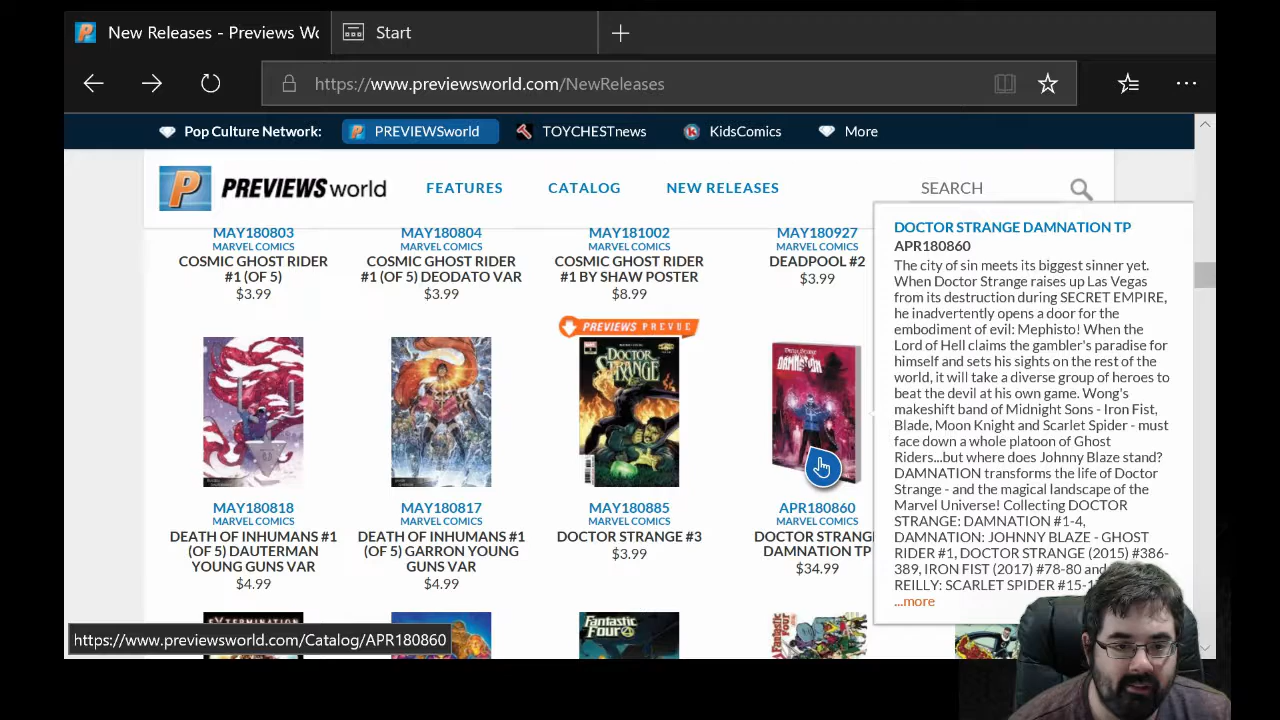 New Releases - Previews Wo
Start
https://www.previewsworld.com/NewReleases
Pop Culture Network:
PREVIEWSworld
TOYCHESTnews
KidsComics
More
P
PREVIEWS world
FEATURES
CATALOG
NEW RELEASES
SEARCH
MAY180803
MARVEL COMICS
COSMIC GHOST RIDER
#1 (OF 5)
$3.99
MAY180804
MARVEL COMICS
COSMIC GHOST RIDER
#1 (OF 5) DEODATO VAR
$3.99
MAY181002
MARVEL COMICS
COSMIC GHOST RIDER
#1 BY SHAW POSTER
$8.99
MAY180927
MARVEL COMICS
DEADPOOL #2
$3.99
PREVIEWS PREVUE
DOCTOR
STRANGE
DAMNATION
MAY180818
MARVEL COMICS
DEATH OF INHUMANS #1
(OF 5) DAUTERMAN
YOUNG GUNS VAR
$4.99
MAY180817
MARVEL COMICS
DEATH OF INHUMANS #1
(OF 5) GARRON YOUNG
GUNS VAR
$4.99
MAY180885
MARVEL COMICS
DOCTOR STRANGE #3
$3.99
APR180860
MARVEL COMICS
DOCTOR STRANGE
DAMNATION TP
$34.99
DOCTOR STRANGE DAMNATION TP
APR180860
The city of sin meets its biggest sinner yet.
When Doctor Strange raises up Las Vegas
from its destruction during SECRET EMPIRE,
he inadvertently opens a door for the
embodiment of evil: Mephisto! When the
Lord of Hell claims the gambler's paradise for
himself and sets his sights on the rest of the
world, it will take a diverse group of heroes to
beat the devil at his own game. Wong's
makeshift band of Midnight Sons - Iron Fist,
Blade, Moon Knight and Scarlet Spider - must
face down a whole platoon of Ghost
Riders...but where does Johnny Blaze stand?
DAMNATION transforms the life of Doctor
Strange - and the magical landscape of the
Marvel Universe! Collecting DOCTOR
STRANGE: DAMNATION #1-4,
DAMNATION: JOHNNY BLAZE - GHOST
RIDER #1, DOCTOR STRANGE (2015) #386-
389, IRON FIST (2017) #78-80 and
REILLY: SCARLET SPIDER #15-1
...more
EXTERMINATION
FANTASTIC
FOUR
FANTASTIC
FOUR
https://www.previewsworld.com/Catalog/APR180860